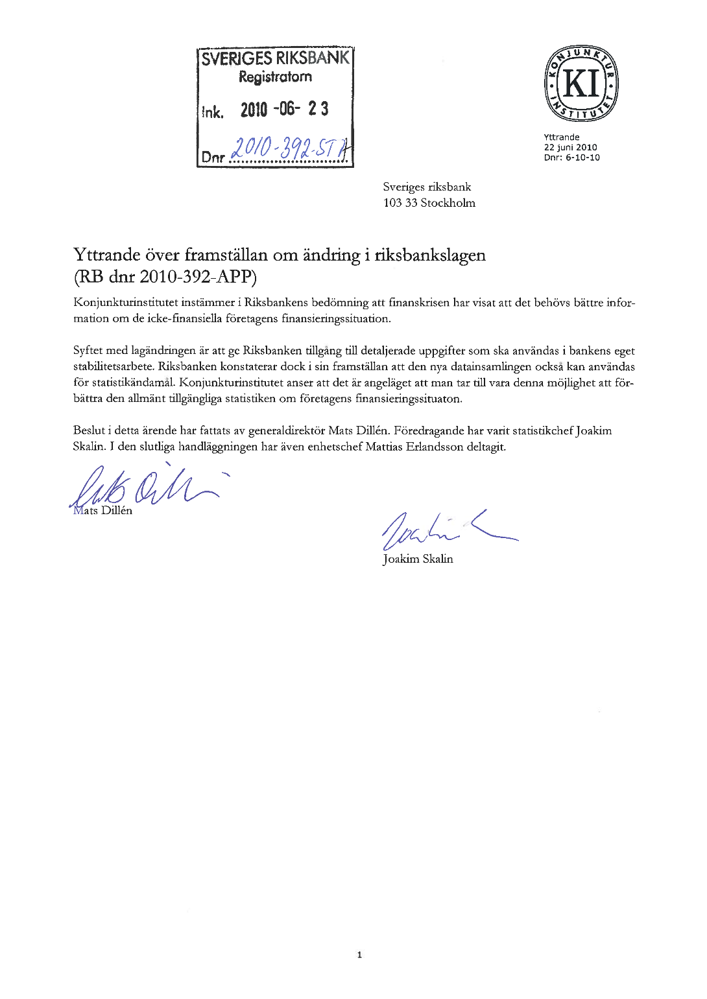 SVERIGES RIKSBANK
Registratorn
Ink. 2010 -06- 2 3
Dnr 2010-392-STA
KONJUNKTUR
INSTITUTET
KI
Yttrande
22 juni 2010
Dnr: 6-10-10
Sveriges riksbank
103 33 Stockholm
Yttrande över framställan om ändring i riksbankslagen
(RB dnr 2010-392-APP)
Konjunkturinstitutet instämmer i Riksbankens bedömning att finanskrisen har visat att det behövs bättre infor-
mation om de icke-finansiella företagens finansieringssituation.
Syftet med lagändringen är att ge Riksbanken tillgång till detaljerade uppgifter som ska användas i bankens eget
stabilitetsarbete. Riksbanken konstaterar dock i sin framställan att den nya datainsamlingen också kan användas
för statistikändamål. Konjunkturinstitutet anser att det är angeläget att man tar till vara denna möjlighet att för-
bättra den allmänt tillgängliga statistiken om företagens finansieringssituaton.
Beslut i detta ärende har fattats av generaldirektör Mats Dillén. Föredragande har varit statistikchef Joakim
Skalin. I den slutliga handläggningen har även enhetschef Mattias Erlandsson deltagit.
Mats Dillén
Joakim Skalin
1